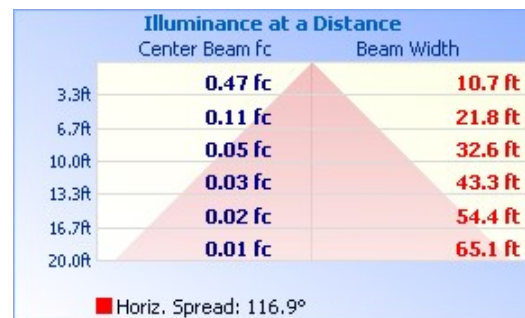 Illuminance at a Distance
Center Beam fc Beam Width
3.3ft 0.47 fc 10.7 ft
6.7ft 0.11 fc 21.8 ft
10.0ft 0.05 fc 32.6 ft
13.3ft 0.03 fc 43.3 ft
16.7ft 0.02 fc 54.4 ft
20.0ft 0.01 fc 65.1 ft
Horiz. Spread: 116.9°